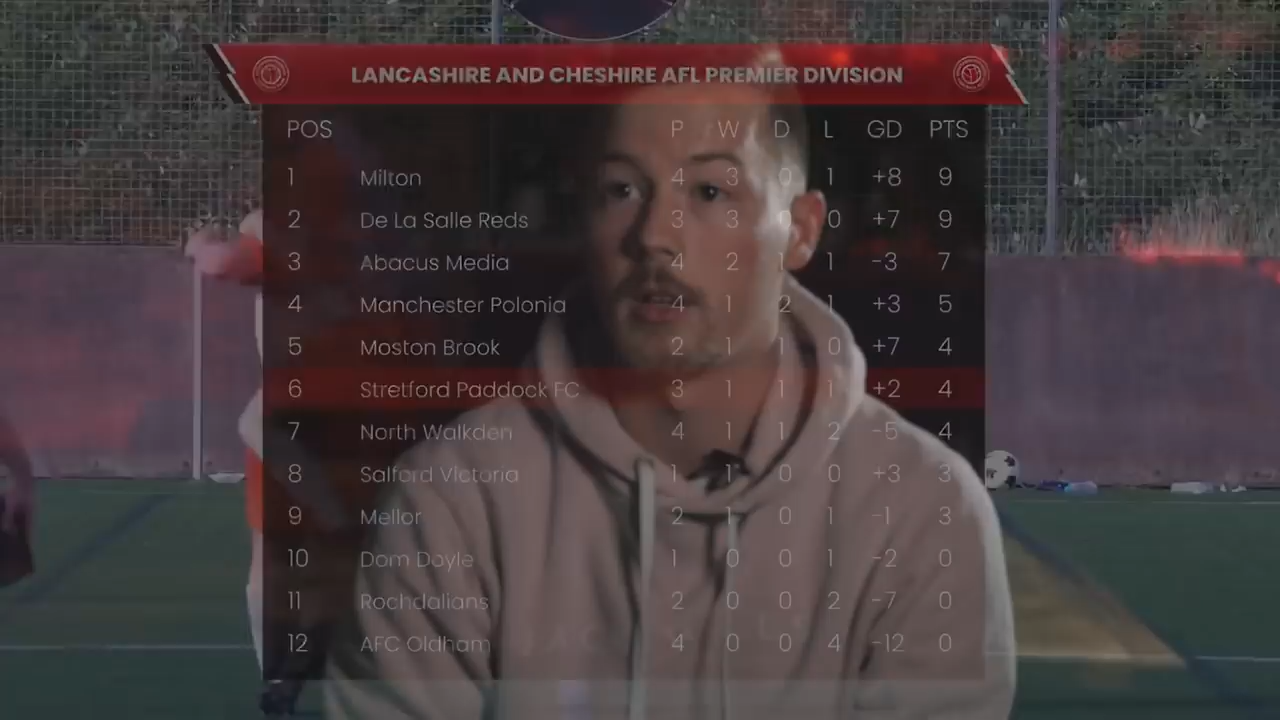 LANCASHIRE AND CHESHIRE AFL PREMIER DIVISION
POS P W D L GD PTS
1 Milton 4 3 0 1 +8 9
2 De La Salle Reds 3 3 0 0 +7 9
3 Abacus Media 4 2 1 1 -3 7
4 Manchester Polonia 4 1 2 1 +3 5
5 Moston Brook 2 1 1 0 +7 4
6 Stretford Paddock FC 3 1 1 1 +2 4
7 North Walkden 4 1 1 2 -5 4
8 Salford Victoria 1 1 0 0 +3 3
9 Mellor 2 1 0 1 -1 3
10 Dom Doyle 1 0 0 1 -2 0
11 Rochdalians 2 0 0 2 -7 0
12 AFC Oldham 4 0 0 4 -12 0